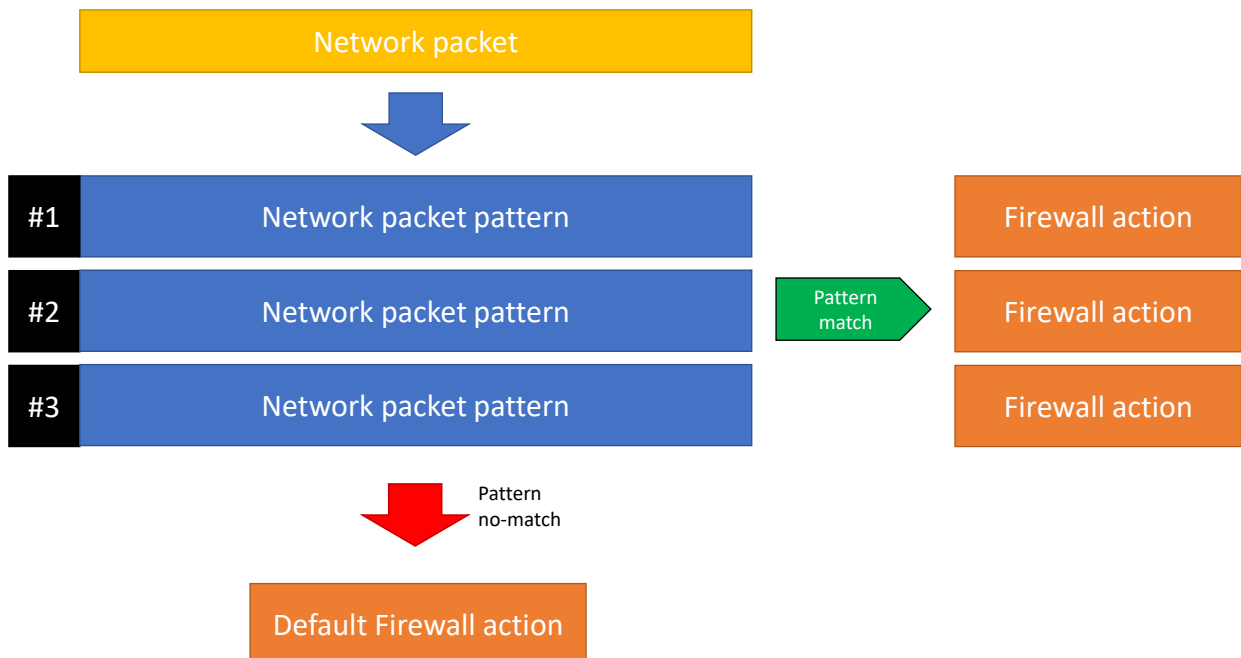 Network packet
#1
Network packet pattern
Firewall action
#2
Network packet pattern
Pattern
match
Firewall action
#3
Network packet pattern
Firewall action
Pattern
no-match
Default Firewall action